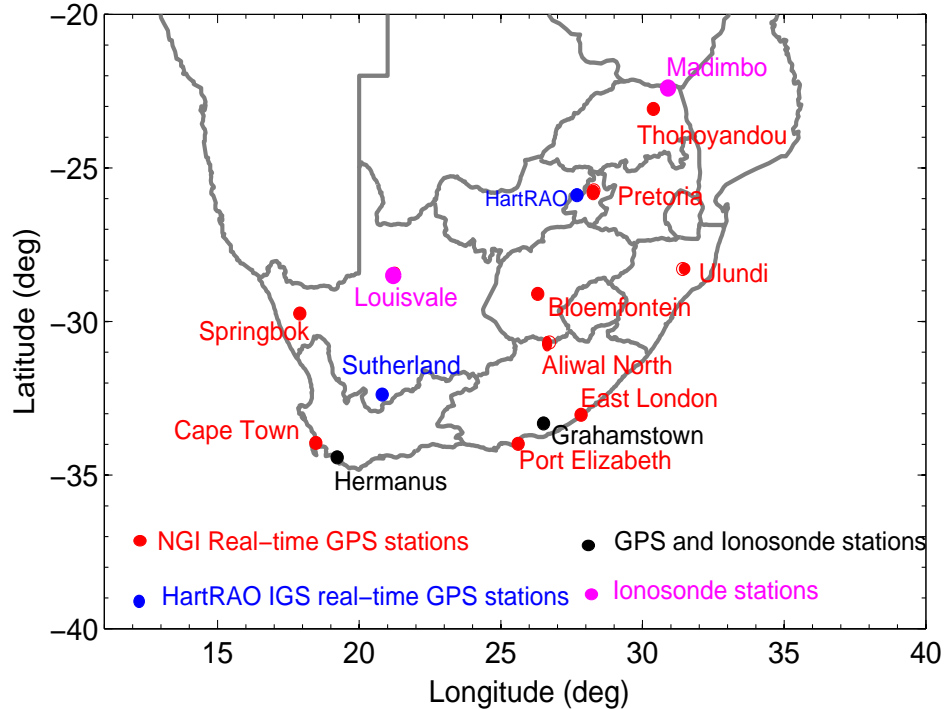 −20
Madimbo
Thohoyandou
−25
HartRAO
Pretoria
Ulundi
Louisvale
Bloemfontein
−30
Springbok
Sutherland
Aliwal North
East London
Cape Town
Grahamstown
Port Elizabeth
−35
Hermanus
NGI Real−time GPS stations
GPS and Ionosonde stations
HartRAO IGS real−time GPS stations
Ionosonde stations
−40
15 20 25 30 35 40
Longitude (deg)
Latitude (deg)